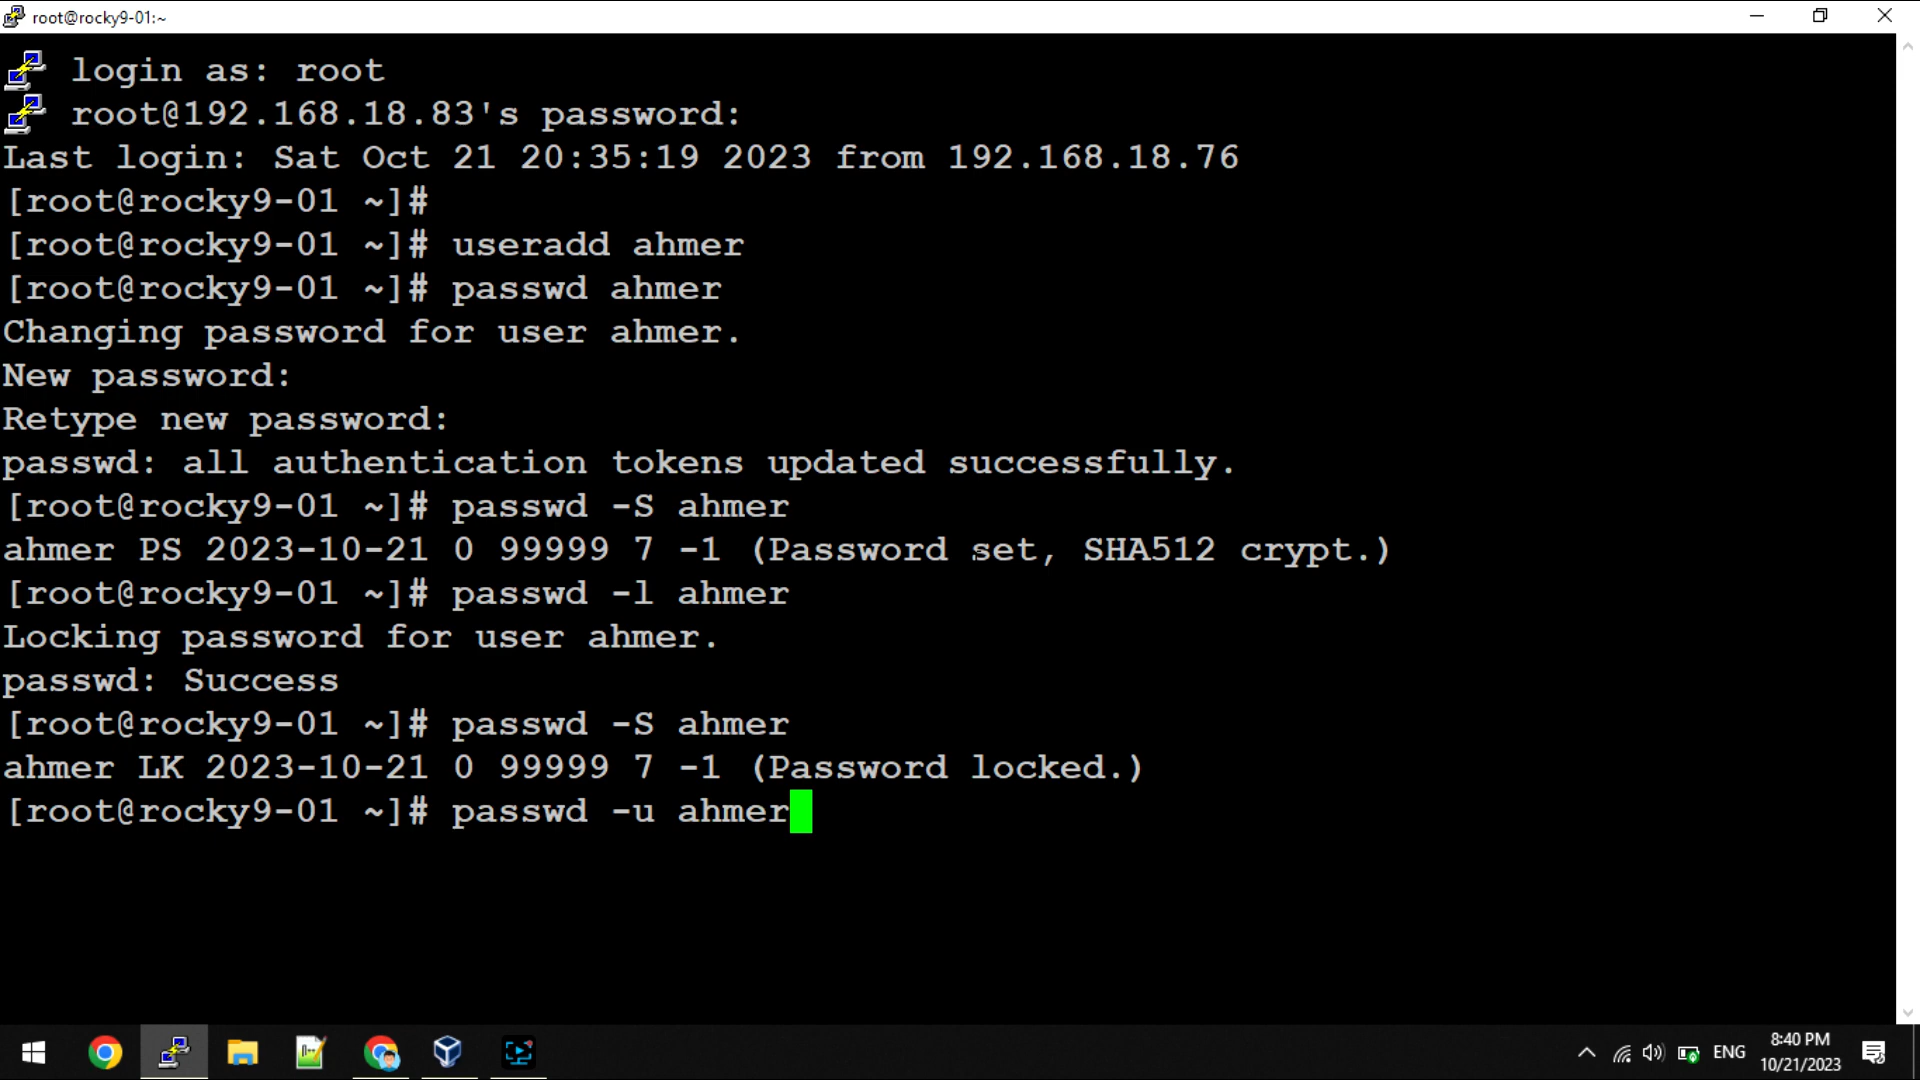 root@rocky9-01:~
login as: root
root@192.168.18.83's password:
Last login: Sat Oct 21 20:35:19 2023 from 192.168.18.76
[root@rocky9-01 ~]#
[root@rocky9-01 ~]# useradd ahmer
[root@rocky9-01 ~]# passwd ahmer
Changing password for user ahmer.
New password:
Retype new password:
passwd: all authentication tokens updated successfully.
[root@rocky9-01 ~]# passwd -S ahmer
ahmer PS 2023-10-21 0 99999 7 -1 (Password set, SHA512 crypt.)
[root@rocky9-01 ~]# passwd -l ahmer
Locking password for user ahmer.
passwd: Success
[root@rocky9-01 ~]# passwd -S ahmer
ahmer LK 2023-10-21 0 99999 7 -1 (Password locked.)
[root@rocky9-01 ~]# passwd -u ahmer
ENG
8:40 PM
10/21/2023